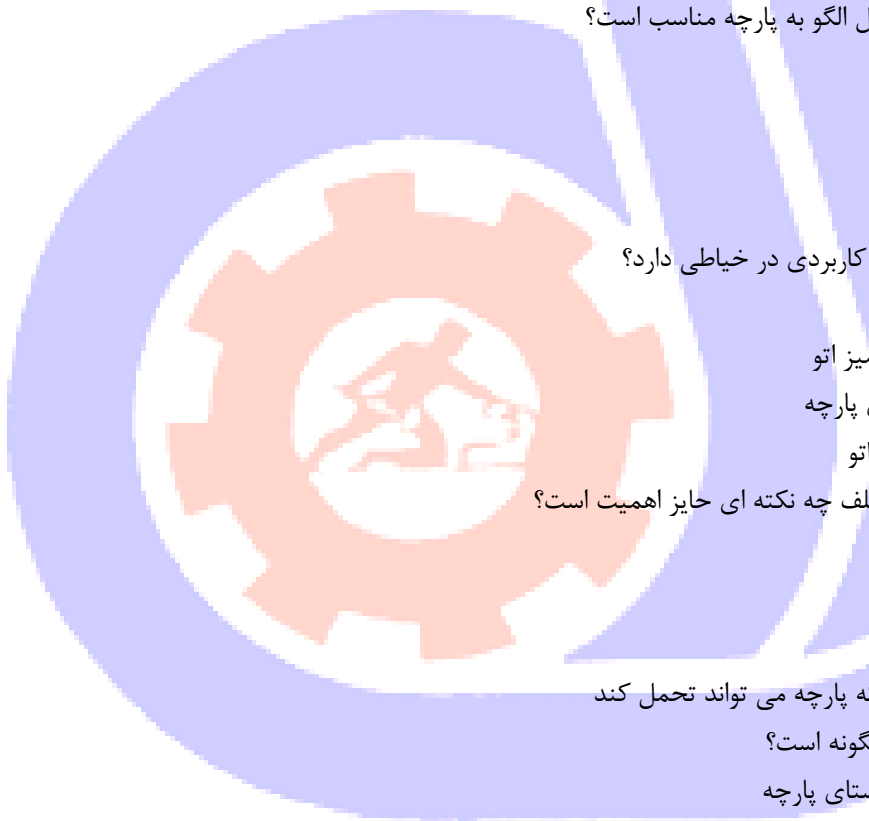 ل الگو به پارچه مناسب است؟
کاربردی در خیاطی دارد؟
میز اتو
پارچه
اتو
لف چه نکته ای حایز اهمیت است؟
ه پارچه می تواند تحمل کند
گونه است؟
ستای پارچه